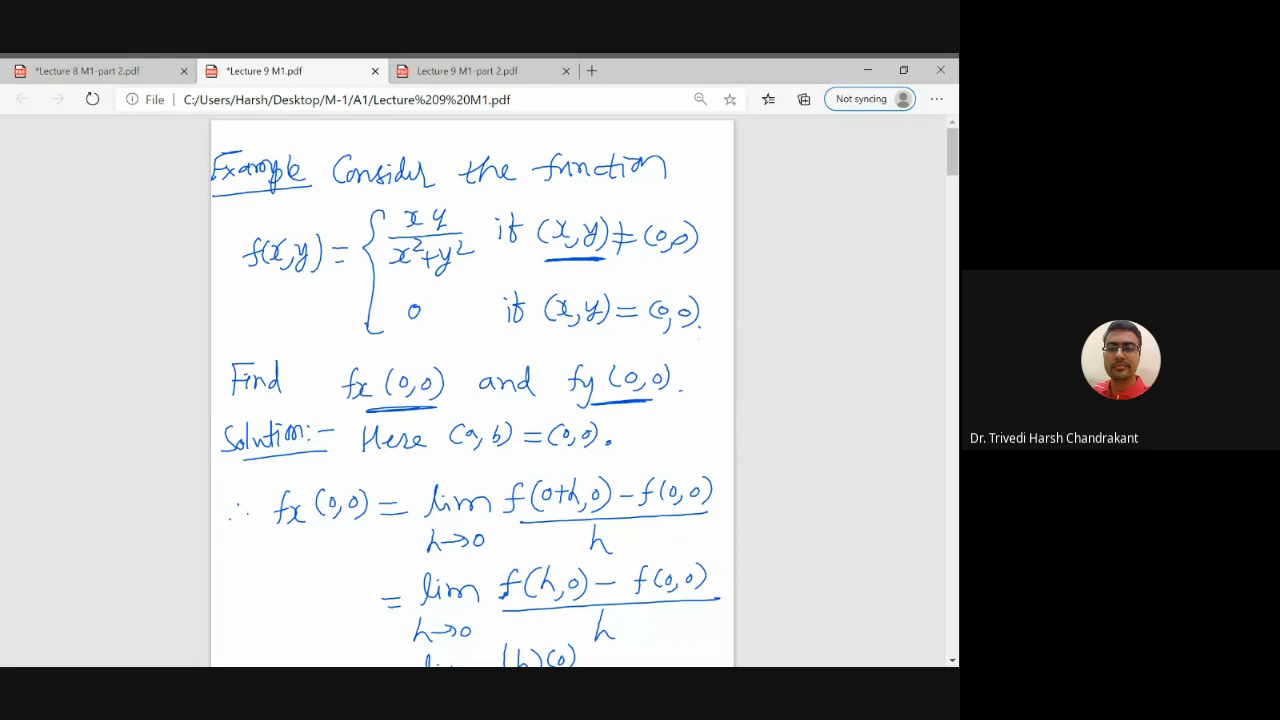 *Lecture 8 M1-part 2.pdf
*Lecture 9 M1.pdf
Lecture 9 M1-part 2.pdf
File C:/Users/Harsh/Desktop/M-1/A1/Lecture%209%20M1.pdf
Not syncing
Example Consider the function
f(x,y) = { xy/(x²+y²) if (x,y) ≠ (0,0)
0 if (x,y) = (0,0).
Find fx (0,0) and fy (0,0).
Solution:- Here (a,b) = (0,0).
∴ fx (0,0) = lim h→0 (f(0+h,0) - f(0,0))/h
= lim h→0 (f(h,0) - f(0,0))/h
lim (h)(0)
Dr. Trivedi Harsh Chandrakant